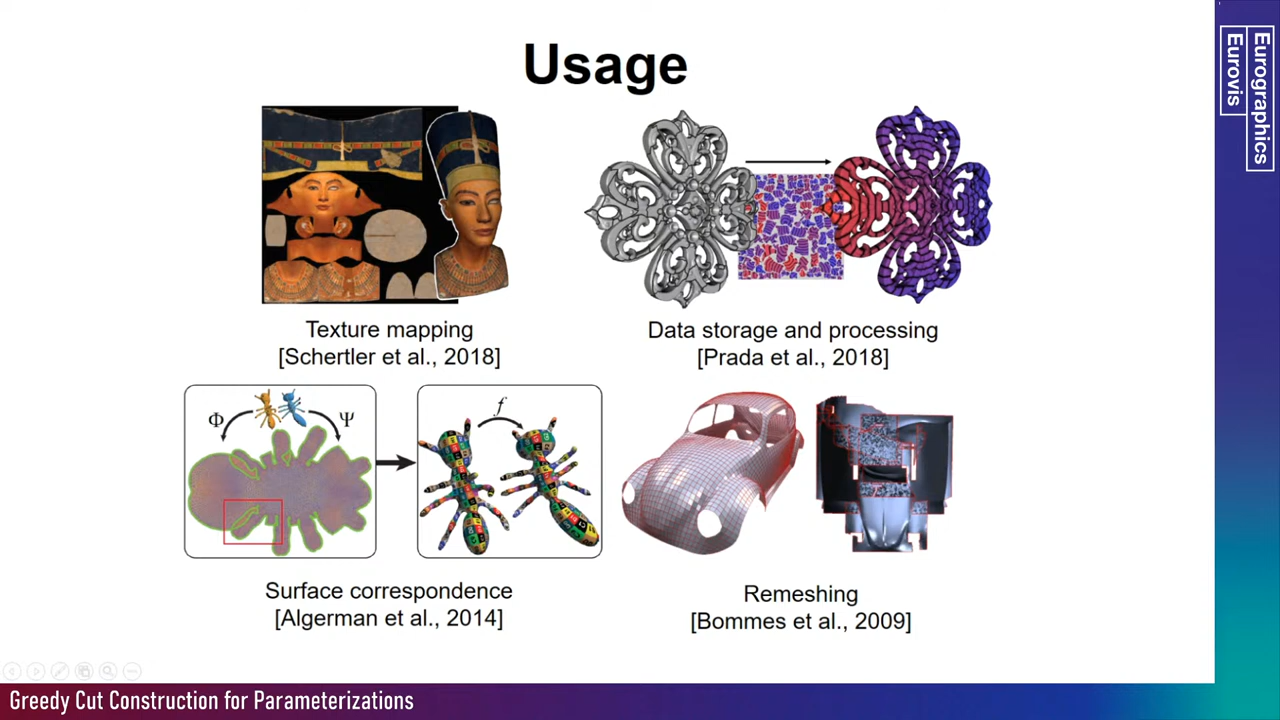 Usage
Texture mapping
[Schertler et al., 2018]
Data storage and processing
[Prada et al., 2018]
Φ
Ψ
f
Surface correspondence
[Algerman et al., 2014]
Remeshing
[Bommes et al., 2009]
Greedy Cut Construction for Parameterizations
Eurographics
Eurovis